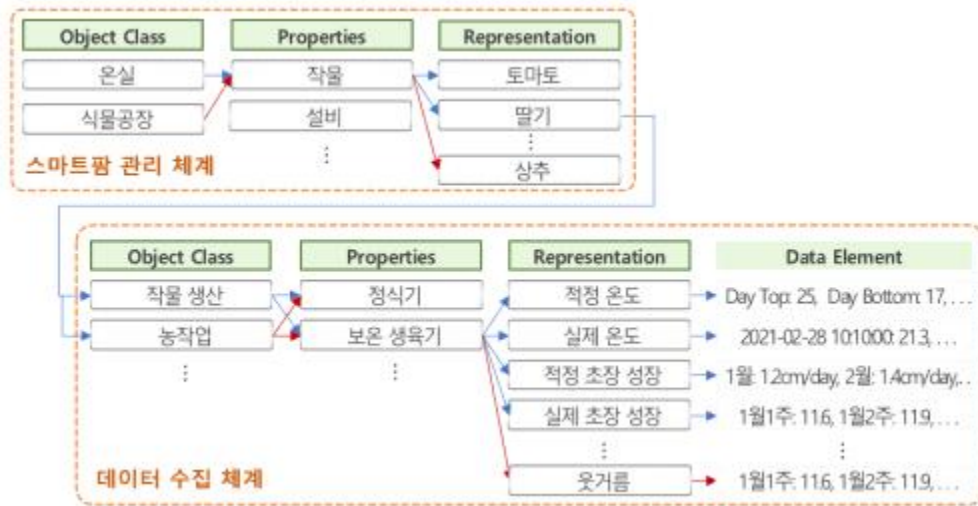 Object Class Properties Representation
온실 작물 토마토
식물공장 설비 딸기
상추
스마트팜 관리 체계
Object Class Properties Representation Data Element
작물 생산 정식기 적정 온도 Day Top: 25, Day Bottom: 17, . . .
농작업 보온 생육기 실제 온도 2021-02-28 10:10:00: 21.3, . . .
적정 초장 성장 1월: 1.2cm/day, 2월: 1.4cm/day, . .
실제 초장 성장 1월1주: 11.6, 1월2주: 11.9, . . .
웃거름 1월1주: 11.6, 1월2주: 11.9, . . .
데이터 수집 체계